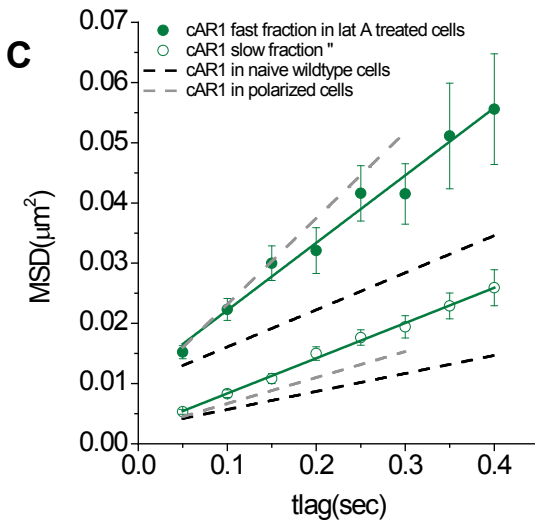 C
cAR1 fast fraction in lat A treated cells
cAR1 slow fraction "
cAR1 in naive wildtype cells
cAR1 in polarized cells
MSD(μm²)
0.07
0.06
0.05
0.04
0.03
0.02
0.01
0.00
0.0 0.1 0.2 0.3 0.4
tlag(sec)